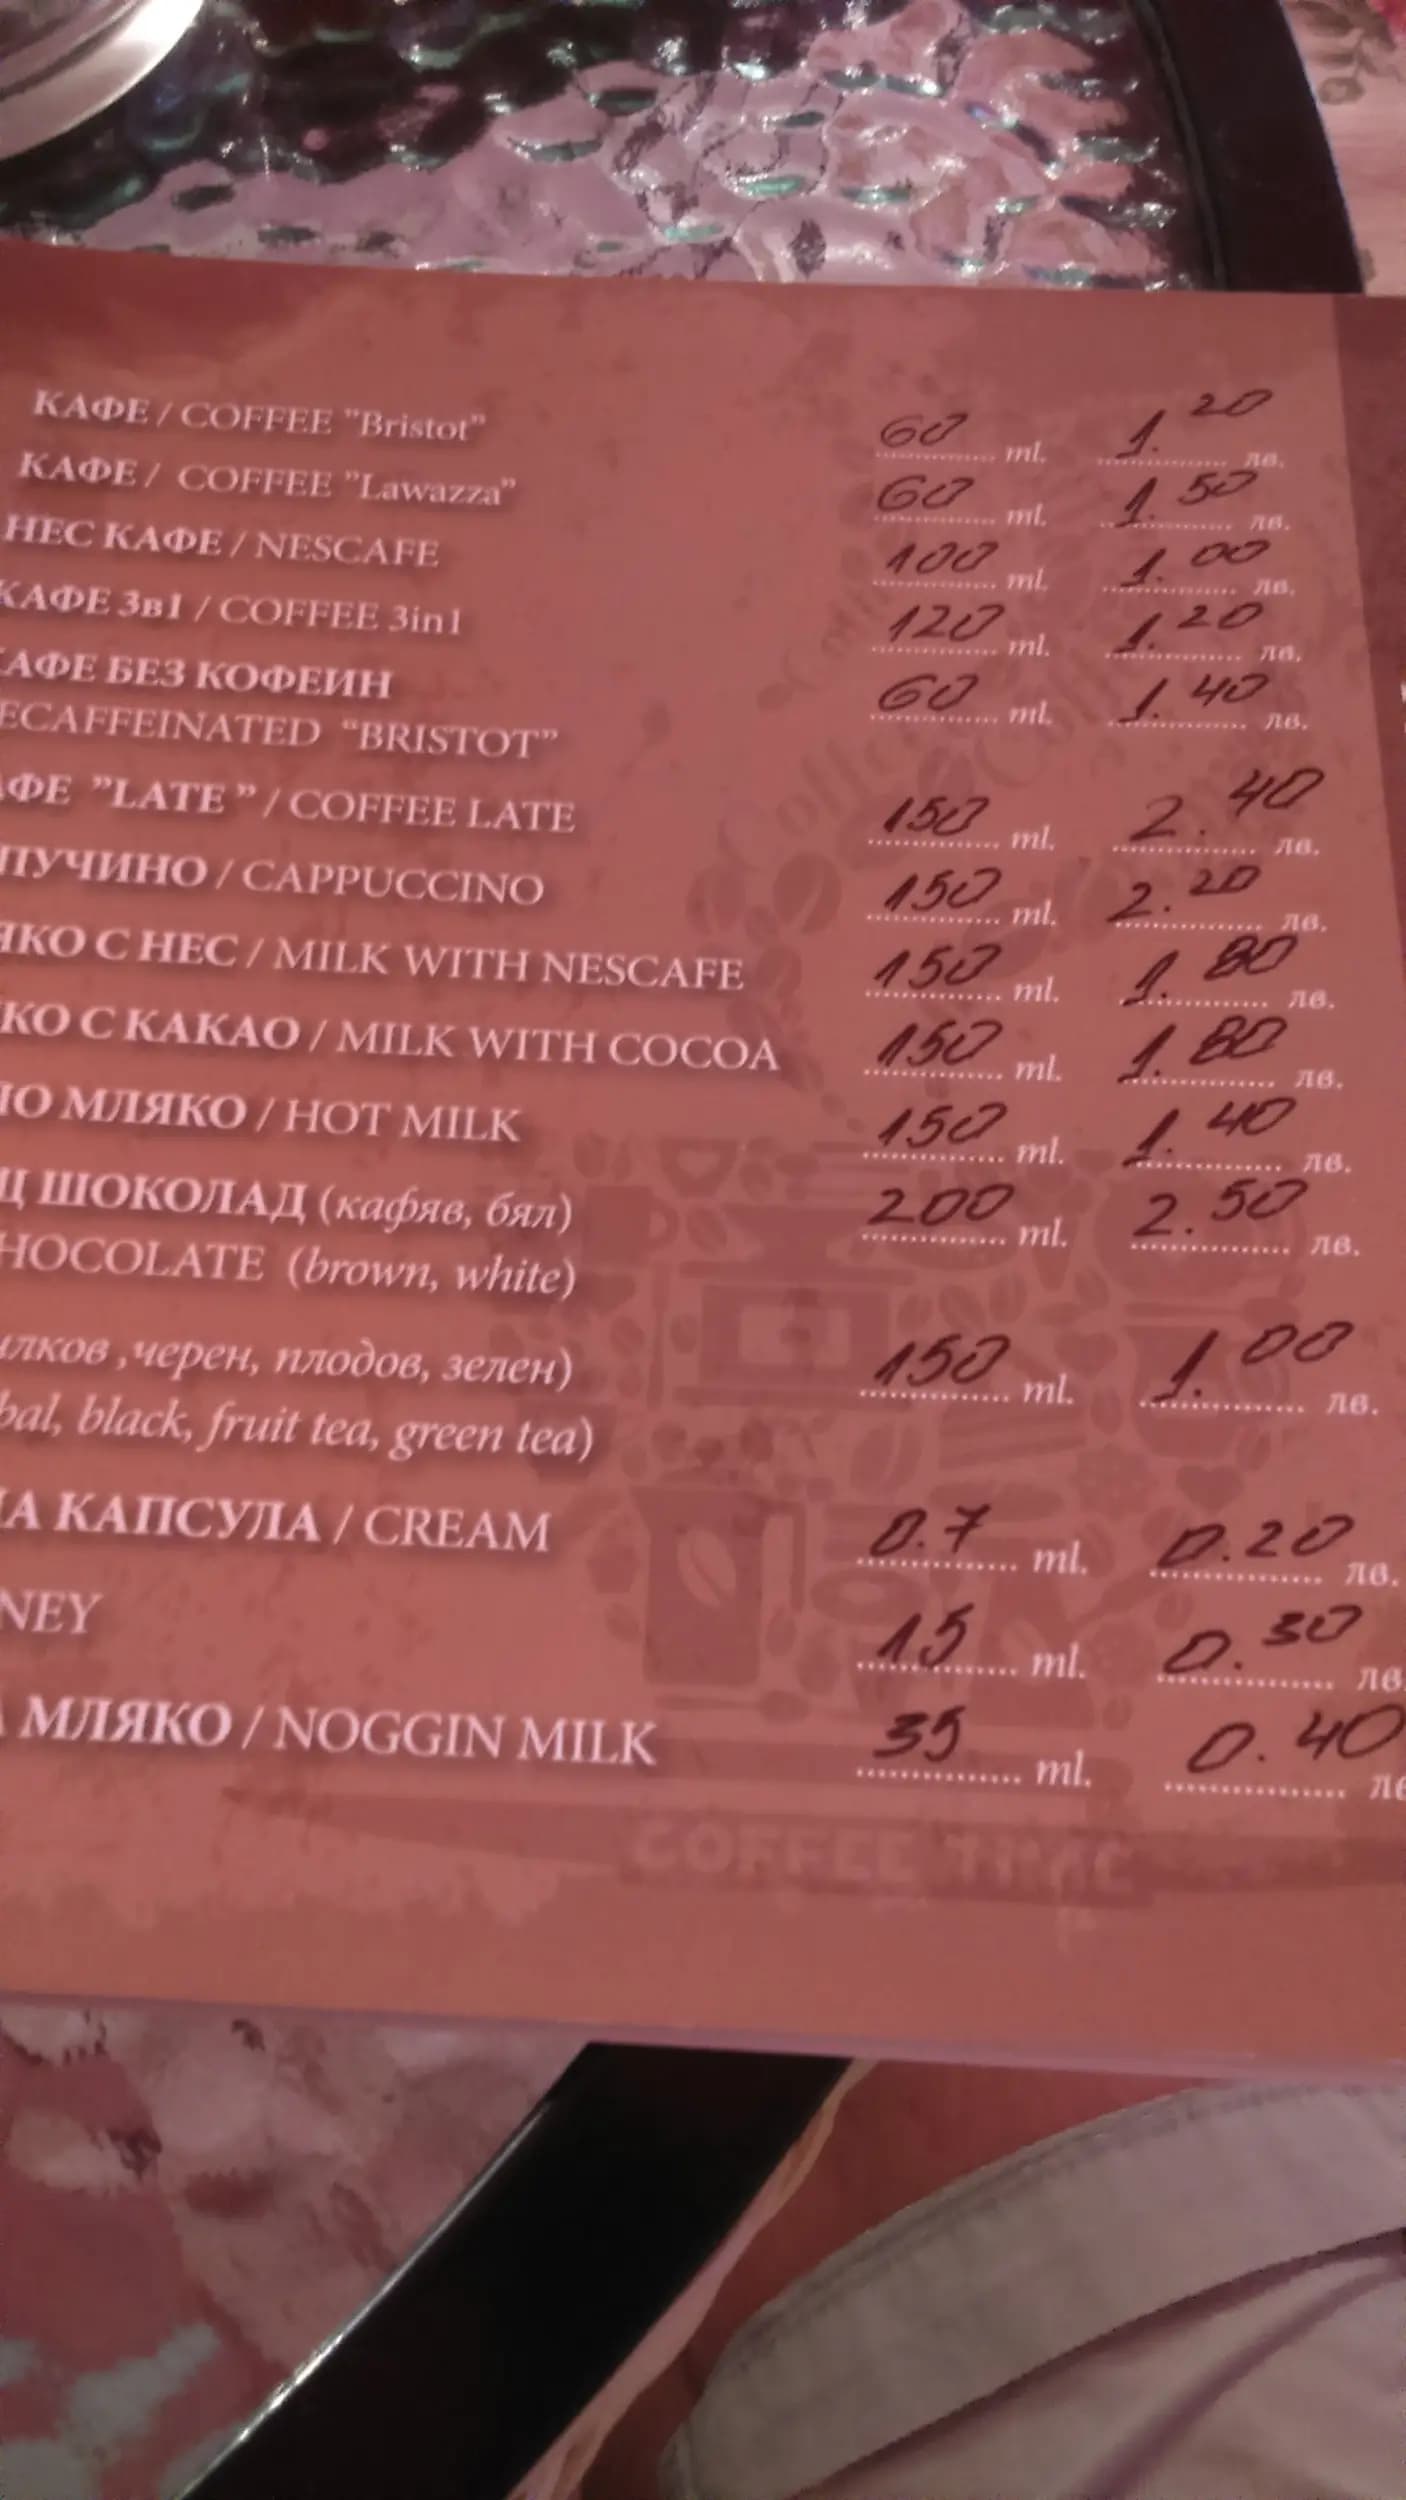 КАФЕ / COFFEE "Bristot" 60 ml. 1.20 лв.
КАФЕ / COFFEE "Lawazza" 60 ml. 1.50 лв.
НЕС КАФЕ / NESCAFE 100 ml. 1.00 лв.
КАФЕ 3в1 / COFFEE 3in1 120 ml. 1.20 лв.
АФЕ БЕЗ КОФЕИН 60 ml. 1.40 лв.
ECAFFEINATED “BRISTOT”
АФЕ "LATE" / COFFEE LATE 150 ml. 2.40 лв.
ПУЧИНО / CAPPUCCINO 150 ml. 2.20 лв.
ЯКО С НЕС / MILK WITH NESCAFE 150 ml. 1.80 лв.
КО С КАКАО / MILK WITH COCOA 150 ml. 1.80 лв.
ЛО МЛЯКО / HOT MILK 150 ml. 1.40 лв.
Щ ШОКОЛАД (кафяв, бял) 200 ml. 2.50 лв.
HOCOLATE (brown, white)
илков ,черен, плодов, зелен) 150 ml. 1.00 лв.
bal, black, fruit tea, green tea)
НА КАПСУЛА / CREAM 0.7 ml. 0.20 лв.
NEY 15 ml. 0.30 лв.
А МЛЯКО / NOGGIN MILK 35 ml. 0.40 лв
COFFEE TIME